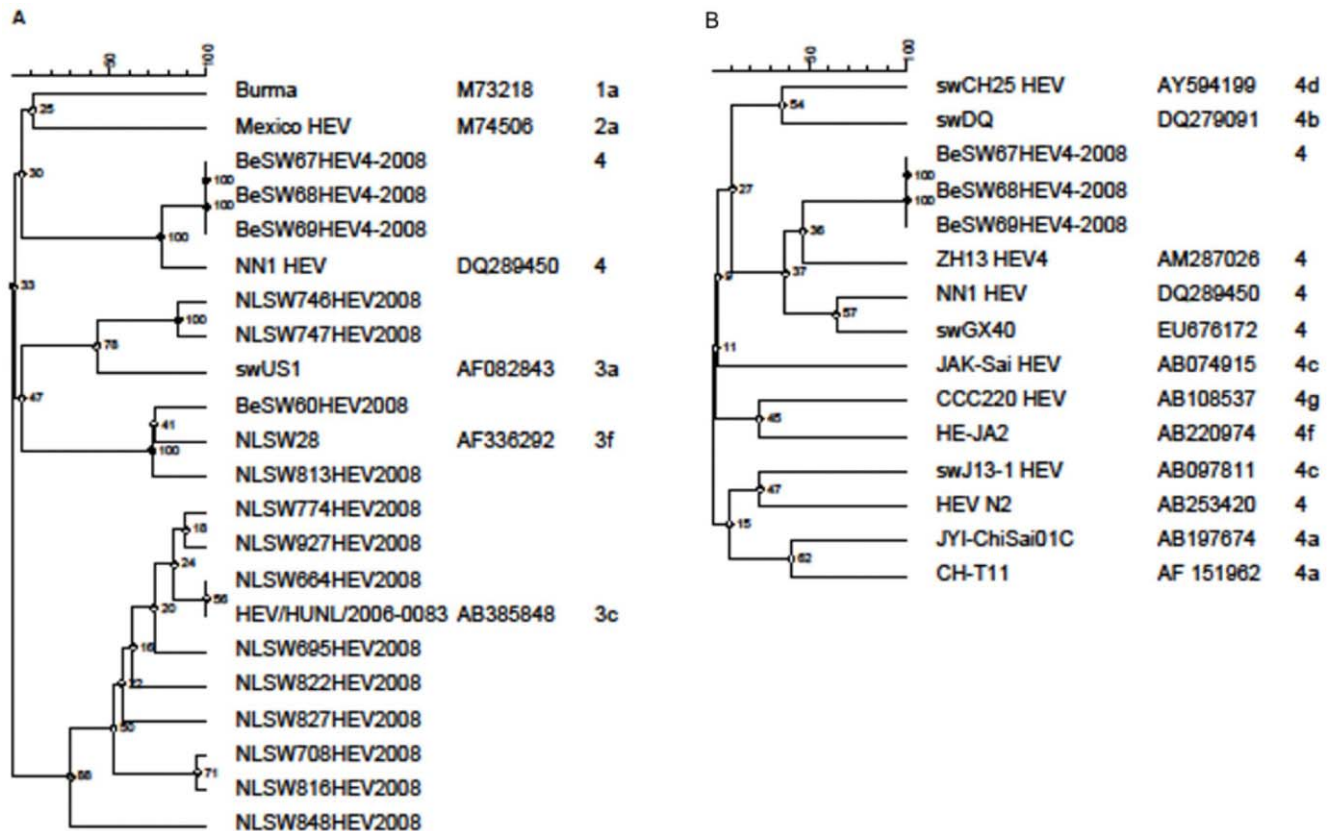 A
50 100
Burma M73218 1a
25
Mexico HEV M74506 2a
BeSW67HEV4-2008 4
30
100
BeSW68HEV4-2008
100
BeSW69HEV4-2008
100
NN1 HEV DQ289450 4
33
NLSW746HEV2008
100
NLSW747HEV2008
78
swUS1 AF082843 3a
47
BeSW60HEV2008
41
NLSW28 AF336292 3f
100
NLSW813HEV2008
NLSW774HEV2008
18
NLSW927HEV2008
24
NLSW664HEV2008
56
20
HEV/HUNL/2006-0083 AB385848 3c
16
NLSW695HEV2008
22
NLSW822HEV2008
NLSW827HEV2008
50
NLSW708HEV2008
71
NLSW816HEV2008
NLSW848HEV2008
B
50 100
swCH25 HEV AY594199 4d
54
swDQ DQ279091 4b
BeSW67HEV4-2008 4
100
27
BeSW68HEV4-2008
100
BeSW69HEV4-2008
36
ZH13 HEV4 AM287026 4
37
9
NN1 HEV DQ289450 4
57
swGX40 EU676172 4
11
JAK-Sai HEV AB074915 4c
CCC220 HEV AB108537 4g
45
HE-JA2 AB220974 4f
swJ13-1 HEV AB097811 4c
47
HEV N2 AB253420 4
15
JYI-ChiSai01C AB197674 4a
62
CH-T11 AF 151962 4a